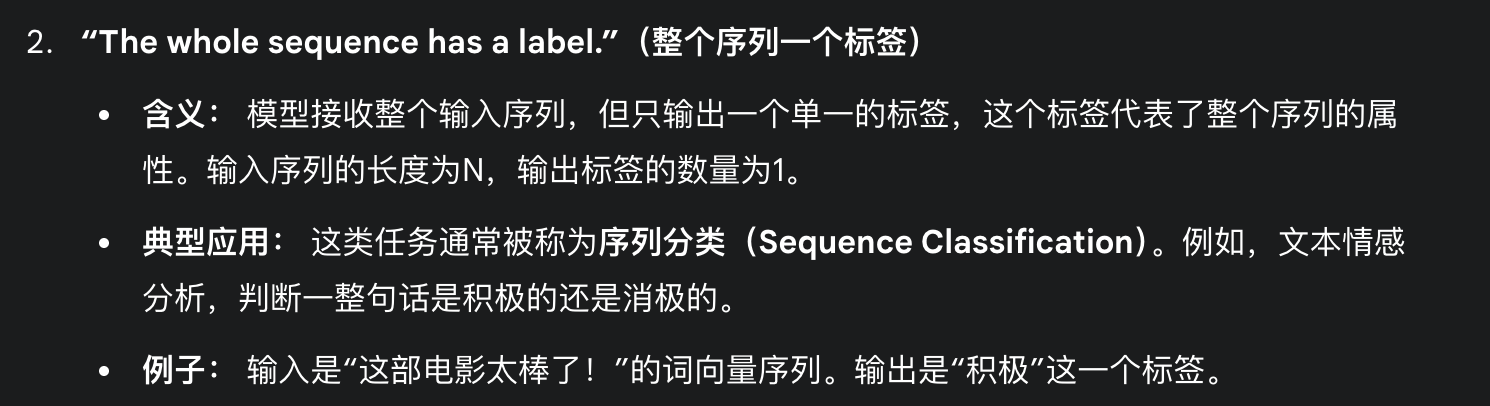 2. “The whole sequence has a label.”（整个序列一个标签）
• 含义： 模型接收整个输入序列，但只输出一个单一的标签，这个标签代表了整个序列的属
性。输入序列的长度为N，输出标签的数量为1。
• 典型应用： 这类任务通常被称为序列分类（Sequence Classification）。例如，文本情感
分析，判断一整句话是积极的还是消极的。
• 例子： 输入是“这部电影太棒了！”的词向量序列。输出是“积极”这一个标签。